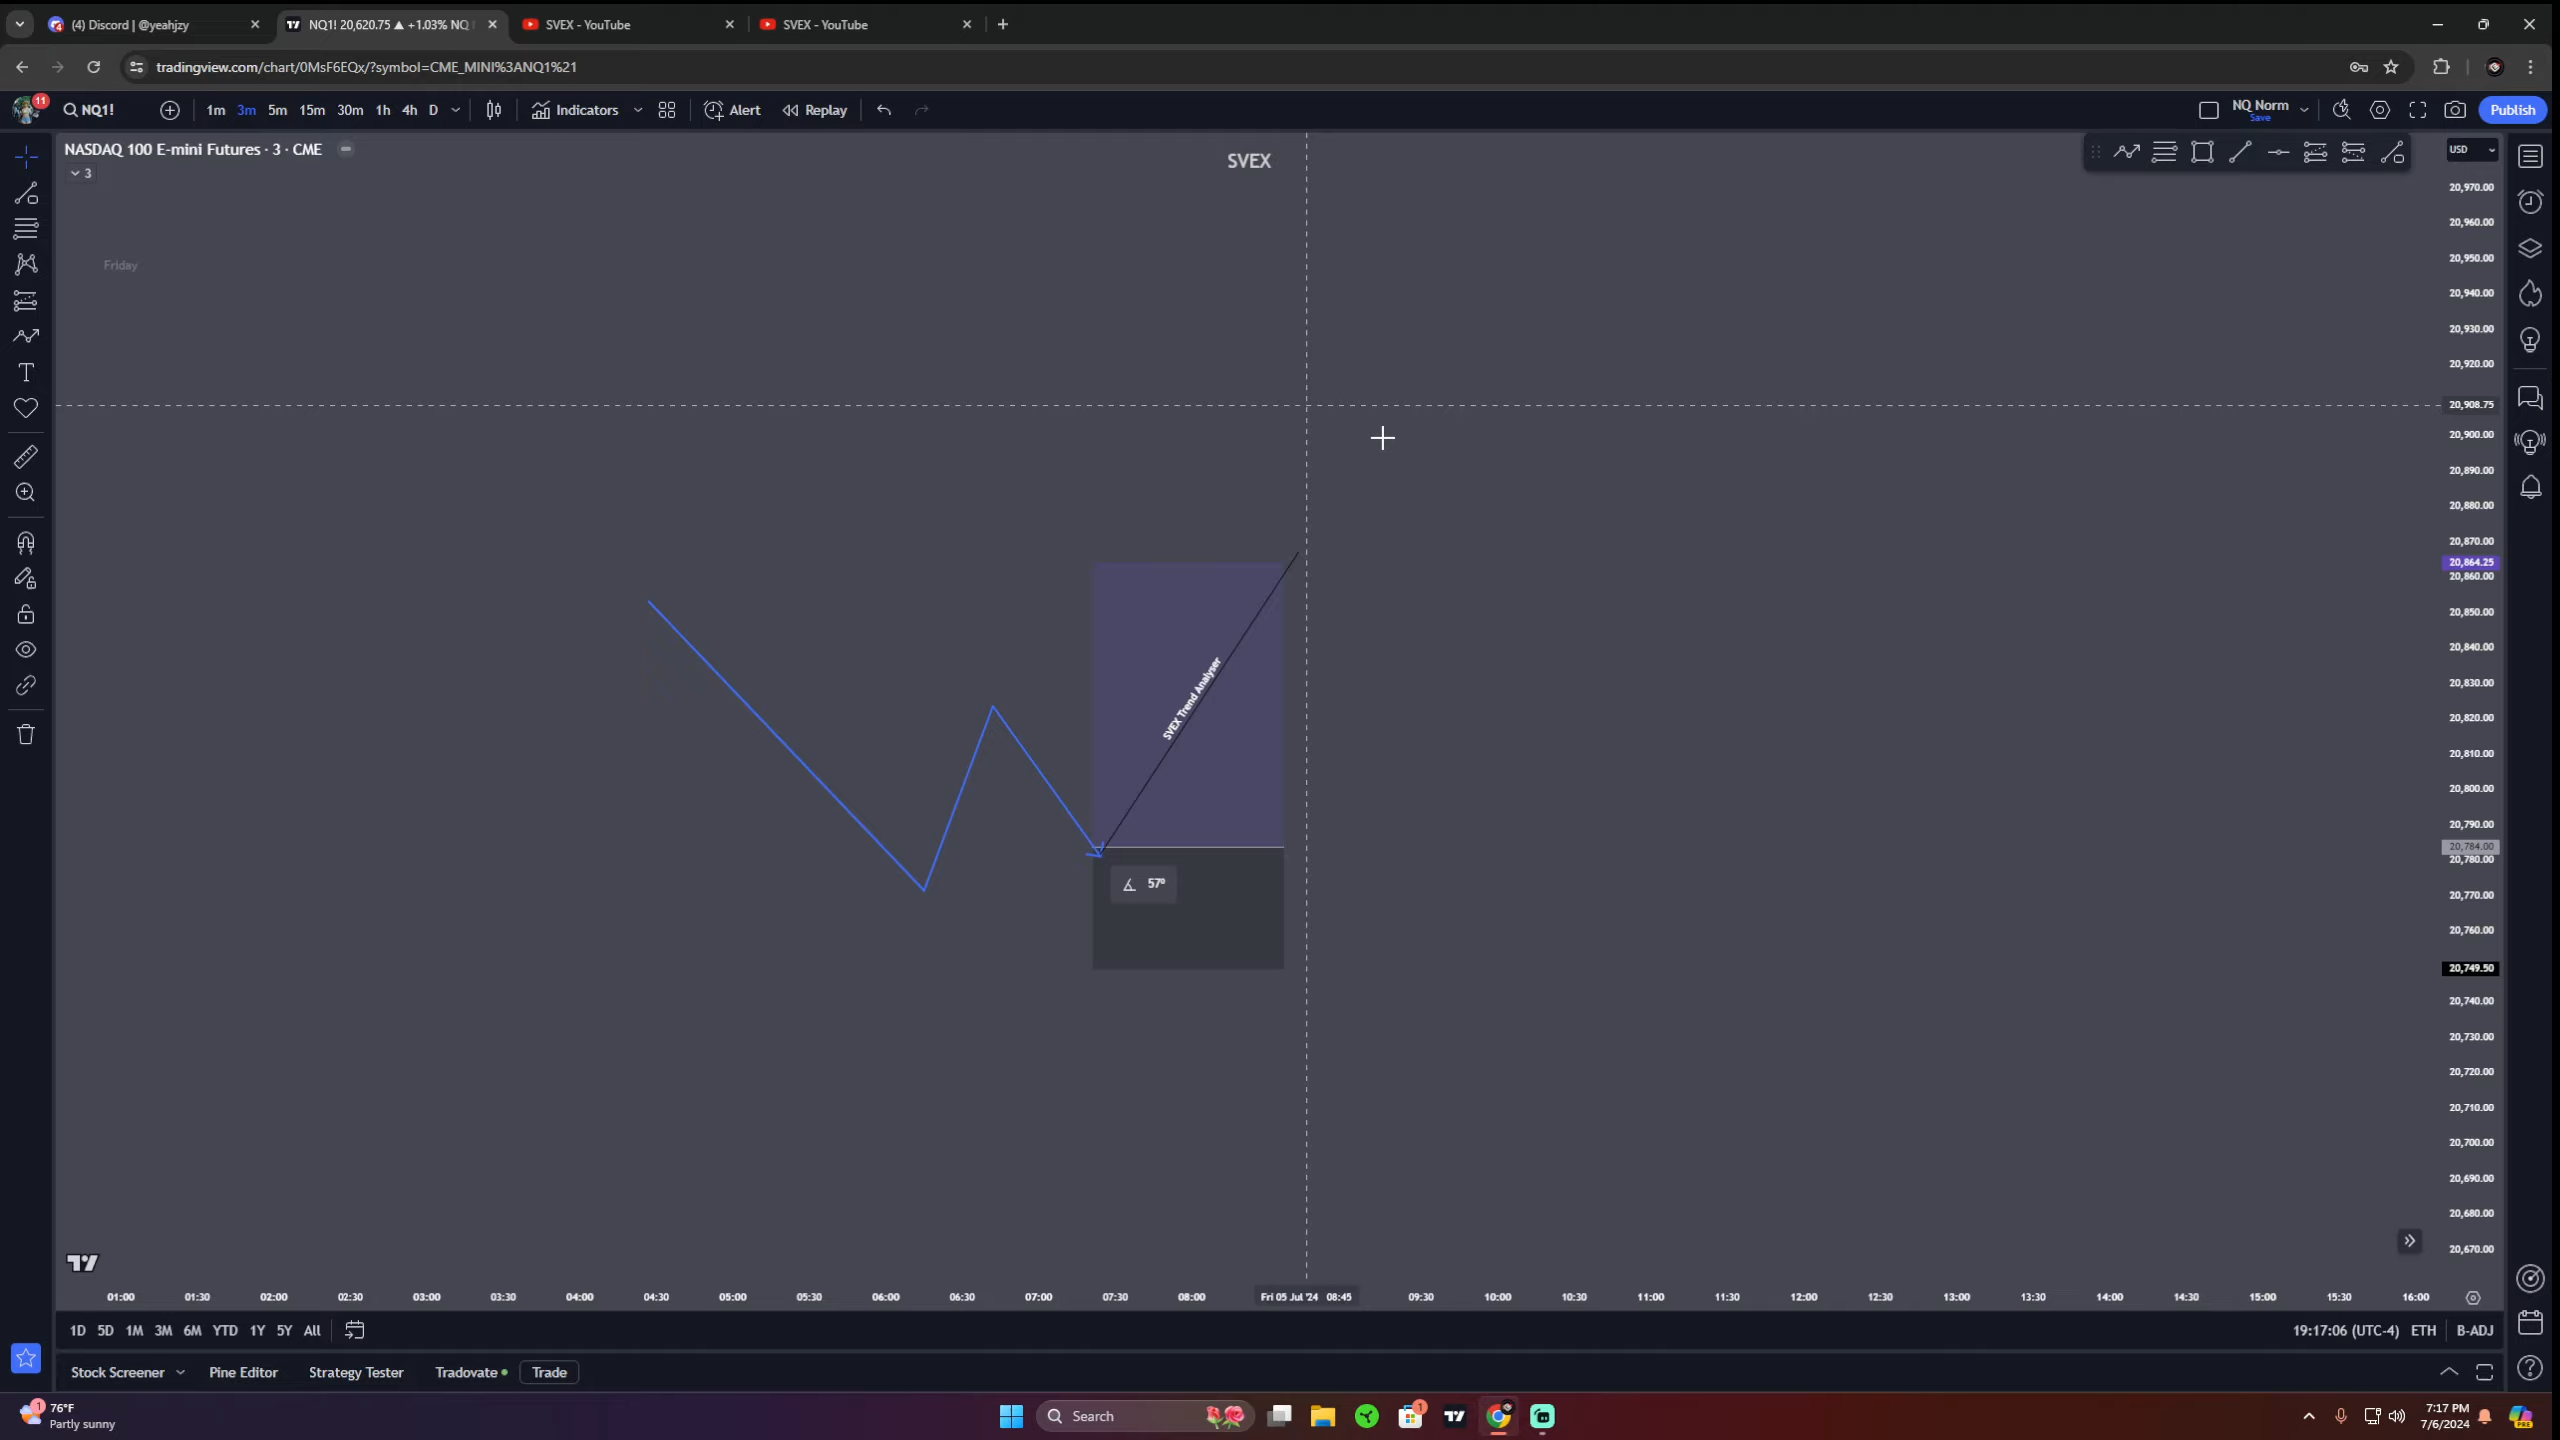 (4) Discord | @yeahjzy
NQ1! 20,620.75 ▲ +1.03% NQ
SVEX - YouTube
SVEX - YouTube
tradingview.com/chart/0MsF6EQx/?symbol=CME_MINI%3ANQ1%21
11
NQ1!
1m 3m 5m 15m 30m 1h 4h D
Indicators
Alert
Replay
NQ Norm
Save
Publish
NASDAQ 100 E-mini Futures · 3 · CME
3
SVEX
USD
Friday
20,970.00
20,960.00
20,950.00
20,940.00
20,930.00
20,920.00
20,908.75
20,900.00
20,890.00
20,880.00
20,870.00
20,864.25
20,860.00
20,850.00
20,840.00
20,830.00
20,820.00
20,810.00
20,800.00
20,790.00
20,784.00
20,780.00
20,770.00
20,760.00
20,749.50
20,740.00
20,730.00
20,720.00
20,710.00
20,700.00
20,690.00
20,680.00
20,670.00
SVEX Trend Analyser
57º
01:00 01:30 02:00 02:30 03:00 03:30 04:00 04:30 05:00 05:30 06:00 06:30 07:00 07:30 08:00 Fri 05 Jul '24 08:45 09:30 10:00 10:30 11:00 11:30 12:00 12:30 13:00 13:30 14:00 14:30 15:00 15:30 16:00
1D 5D 1M 3M 6M YTD 1Y 5Y All
19:17:06 (UTC-4) ETH B-ADJ
Stock Screener Pine Editor Strategy Tester Tradovate Trade
1
76°F
Partly sunny
Search
1
7:17 PM
7/6/2024
PRE